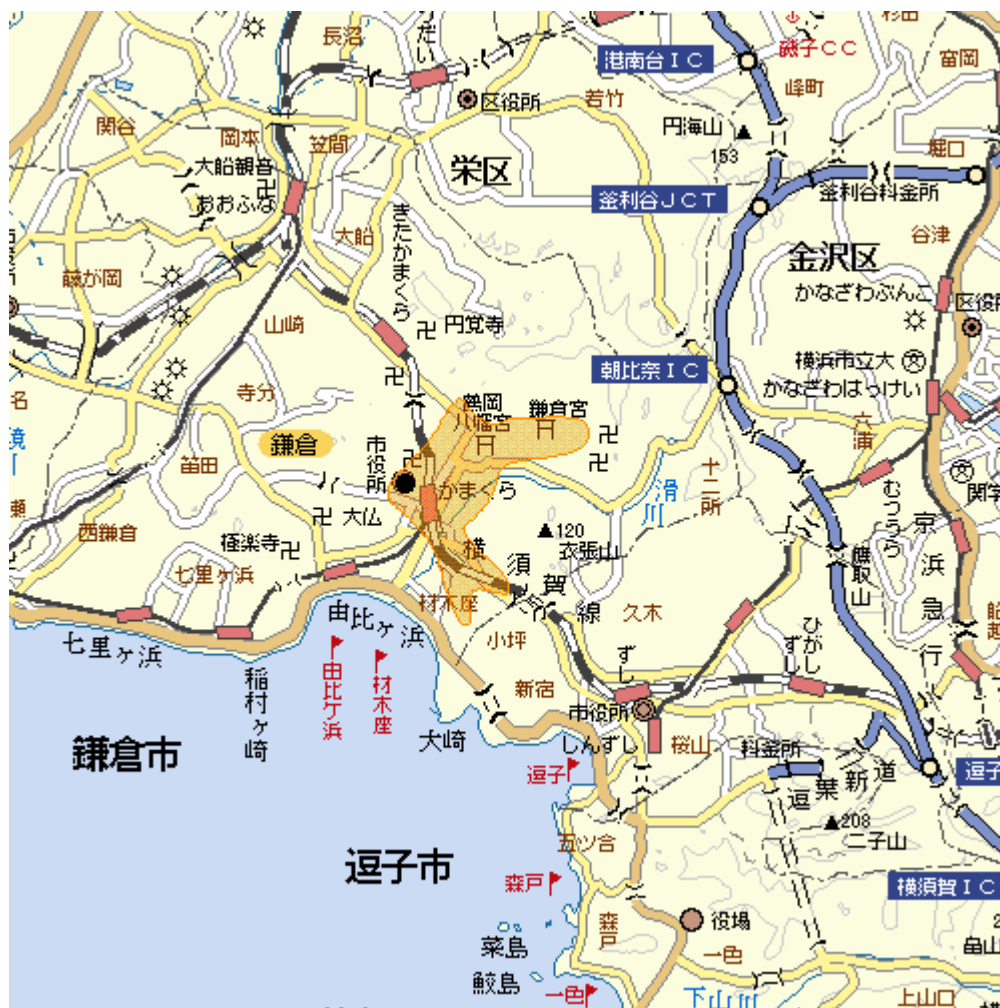 長沼
だい
区役所
港南台IC
磯子CC
杉田
富岡
峰町
若竹
円海山
153
堀口
関谷
岡本
笠間
大船観音
おおふな
栄区
釜利谷JCT
釜利谷料金所
谷津
大船
きたかまくら
金沢区
かなざわぶんこ
区役所
藤が岡
山崎
円覚寺
横浜市立大
かなざわはっけい
朝比奈IC
寺分
鶴岡
八幡宮
鎌倉宮
六浦
鎌倉
市役所
笛田
かまくら
十二所
滑川
むつうら
関学
大仏
西鎌倉
極楽寺
120
衣張山
京浜急行
鷹取山
七里ヶ浜
横須賀線
材木座
久木
由比ヶ浜
小坪
ひがしずし
七里ヶ浜
稲村ヶ崎
由比ケ浜
材木座
ずし
新宿
市役所
大崎
しんずし
桜山
料金所
鎌倉市
逗子
逗葉新道
逗子
208
二子山
五ツ合
逗子市
森戸
横須賀IC
森戸
役場
菜島
一色
畠山
鮫島
一色
下山川
上山口